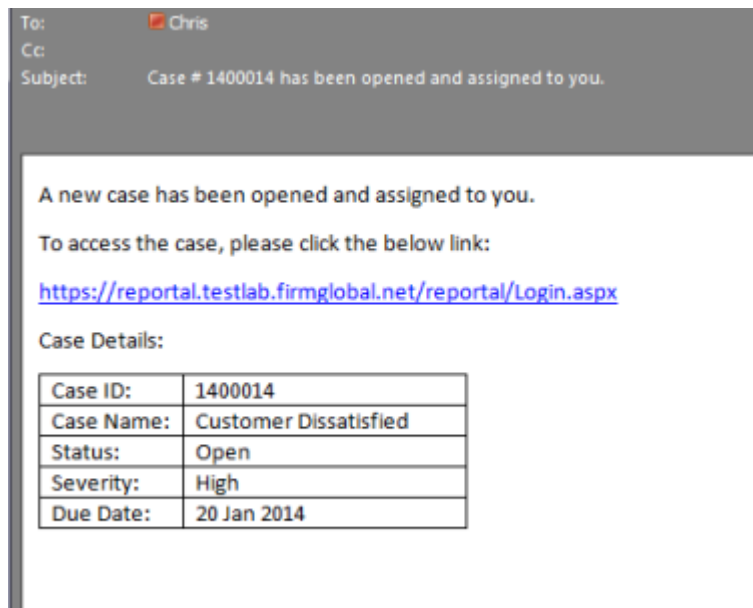 To: Chris
Cc:
Subject: Case # 1400014 has been opened and assigned to you.
A new case has been opened and assigned to you.
To access the case, please click the below link:
https://reportal.testlab.firmglobal.net/reportal/Login.aspx
Case Details:
Case ID: 1400014
Case Name: Customer Dissatisfied
Status: Open
Severity: High
Due Date: 20 Jan 2014